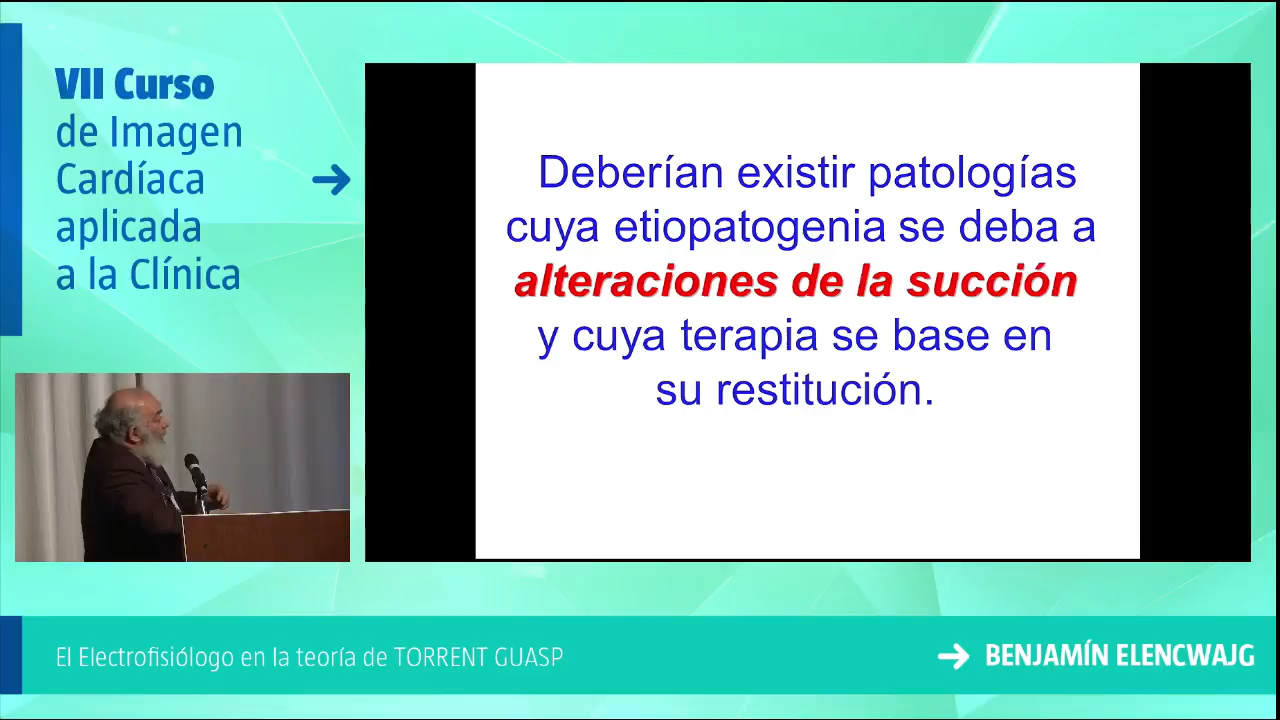 VII Curso
de Imagen
Cardíaca
aplicada
a la Clínica
Deberían existir patologías
cuya etiopatogenia se deba a
alteraciones de la succión
y cuya terapia se base en
su restitución.
El Electrofisiólogo en la teoría de TORRENT GUASP
BENJAMÍN ELENCWAJG